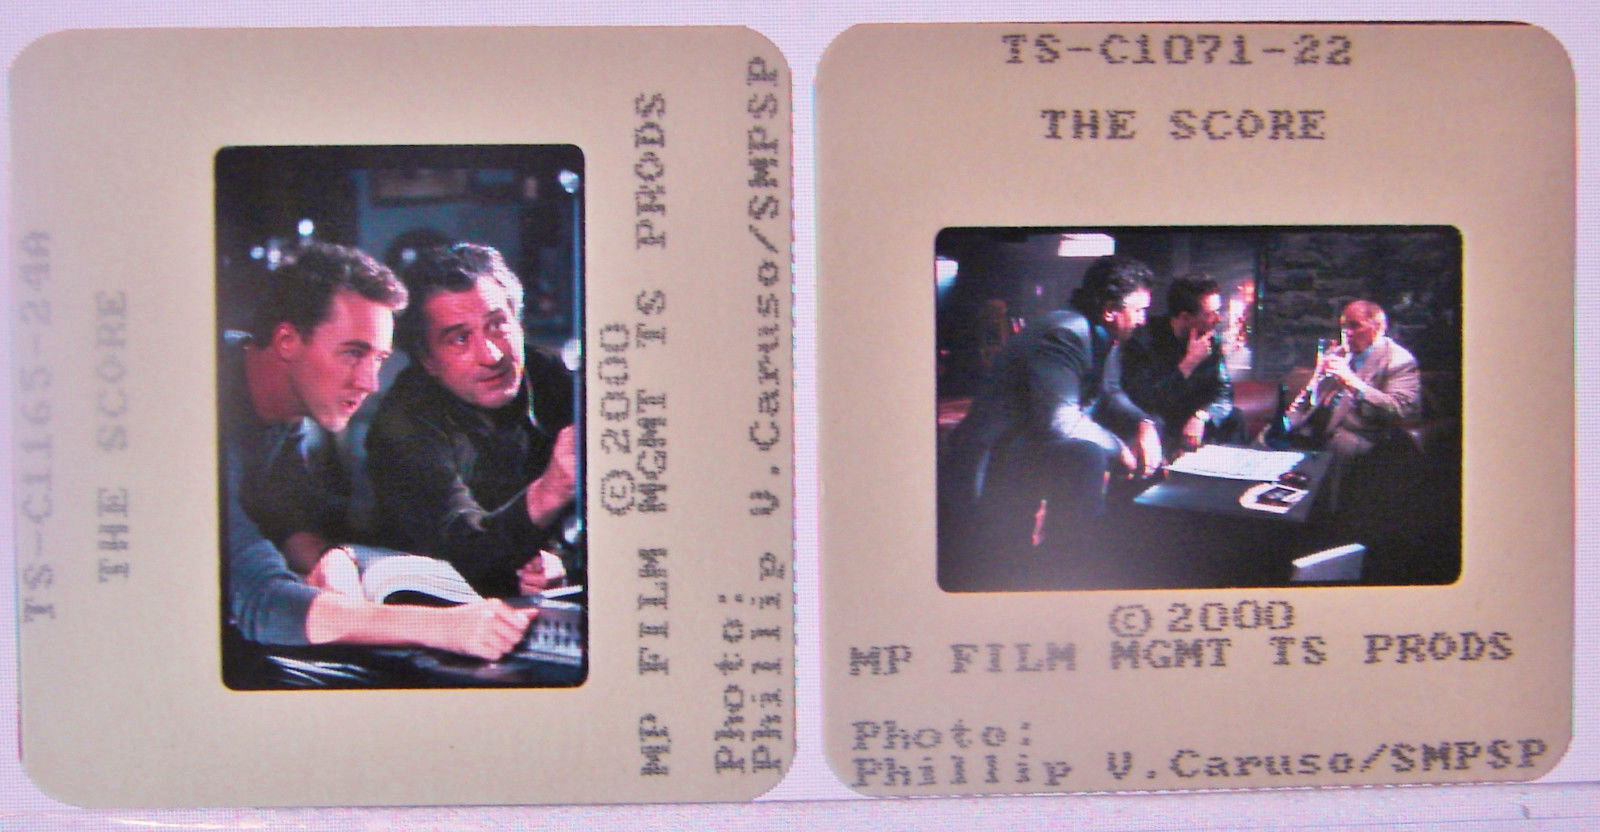 TS-C1165-24A
THE SCORE
©2000
MP FILM MGMT TS PRODS
Photo:
Phillip V.Caruso/SMPSP
TS-C1071-22
THE SCORE
©2000
MP FILM MGMT TS PRODS
Photo:
Phillip V.Caruso/SMPSP